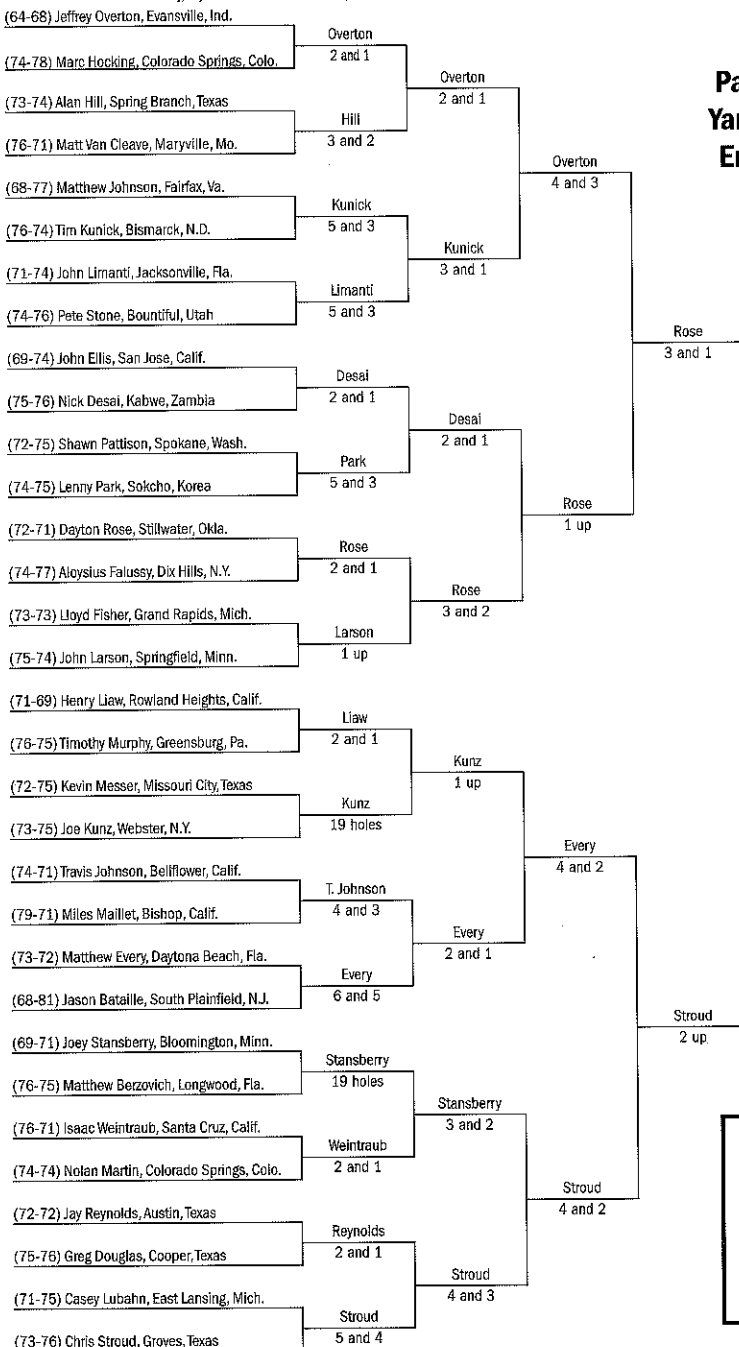 (64-68) Jeffrey Overton, Evansville, Ind.
Overton
2 and 1
(74-78) Marc Hocking, Colorado Springs, Colo.
Overton
2 and 1
(73-74) Alan Hill, Spring Branch, Texas
Hill
3 and 2
(76-71) Matt Van Cleave, Maryville, Mo.
Overton
4 and 3
(68-77) Matthew Johnson, Fairfax, Va.
Kunick
5 and 3
(76-74) Tim Kunick, Bismarck, N.D.
Kunick
3 and 1
(71-74) John Limanti, Jacksonville, Fla.
Limanti
5 and 3
(74-76) Pete Stone, Bountiful, Utah
Rose
3 and 1
(69-74) John Ellis, San Jose, Calif.
Desai
2 and 1
(75-76) Nick Desai, Kabwe, Zambia
Desai
2 and 1
(72-75) Shawn Pattison, Spokane, Wash.
Park
5 and 3
(74-75) Lenny Park, Sokcho, Korea
Rose
1 up
(72-71) Dayton Rose, Stillwater, Okla.
Rose
2 and 1
(74-77) Aloysius Falussy, Dix Hills, N.Y.
Rose
3 and 2
(73-73) Lloyd Fisher, Grand Rapids, Mich.
Larson
1 up
(75-74) John Larson, Springfield, Minn.
(71-69) Henry Liaw, Rowland Heights, Calif.
Liaw
2 and 1
(76-75) Timothy Murphy, Greensburg, Pa.
Kunz
1 up
(72-75) Kevin Messer, Missouri City, Texas
Kunz
19 holes
(73-75) Joe Kunz, Webster, N.Y.
Every
4 and 2
(74-71) Travis Johnson, Bellflower, Calif.
T. Johnson
4 and 3
(79-71) Miles Maillet, Bishop, Calif.
Every
2 and 1
(73-72) Matthew Every, Daytona Beach, Fla.
Every
6 and 5
(68-81) Jason Bataille, South Plainfield, N.J.
Stroud
2 up
(69-71) Joey Stansberry, Bloomington, Minn.
Stansberry
19 holes
(76-75) Matthew Berzovich, Longwood, Fla.
Stansberry
3 and 2
(76-71) Isaac Weintraub, Santa Cruz, Calif.
Weintraub
2 and 1
(74-74) Nolan Martin, Colorado Springs, Colo.
Stroud
4 and 2
(72-72) Jay Reynolds, Austin, Texas
Reynolds
2 and 1
(75-76) Greg Douglas, Cooper, Texas
Stroud
4 and 3
(71-75) Casey Lubahn, East Lansing, Mich.
Stroud
5 and 4
(73-76) Chris Stroud, Groves, Texas